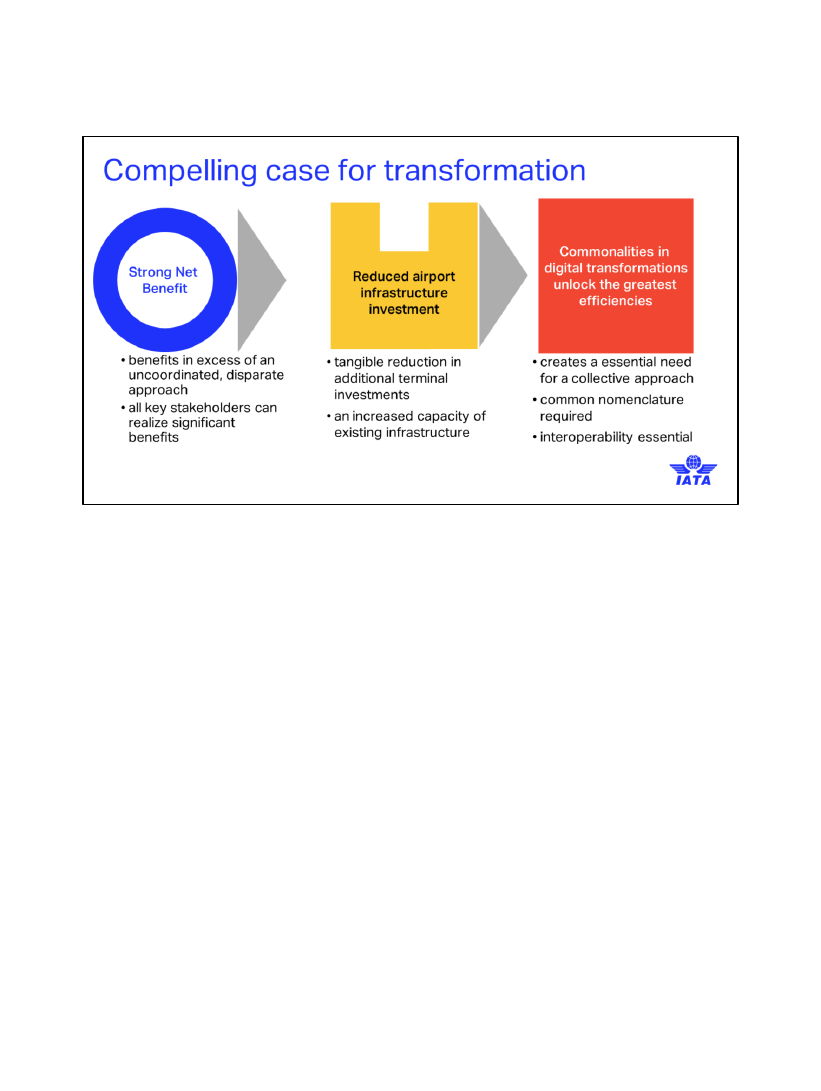 Compelling case for transformation
Strong Net
Benefit
• benefits in excess of an
uncoordinated, disparate
approach
• all key stakeholders can
realize significant
benefits
Reduced airport
infrastructure
investment
• tangible reduction in
additional terminal
investments
• an increased capacity of
existing infrastructure
Commonalities in
digital transformations
unlock the greatest
efficiencies
• creates a essential need
for a collective approach
• common nomenclature
required
• interoperability essential
IATA